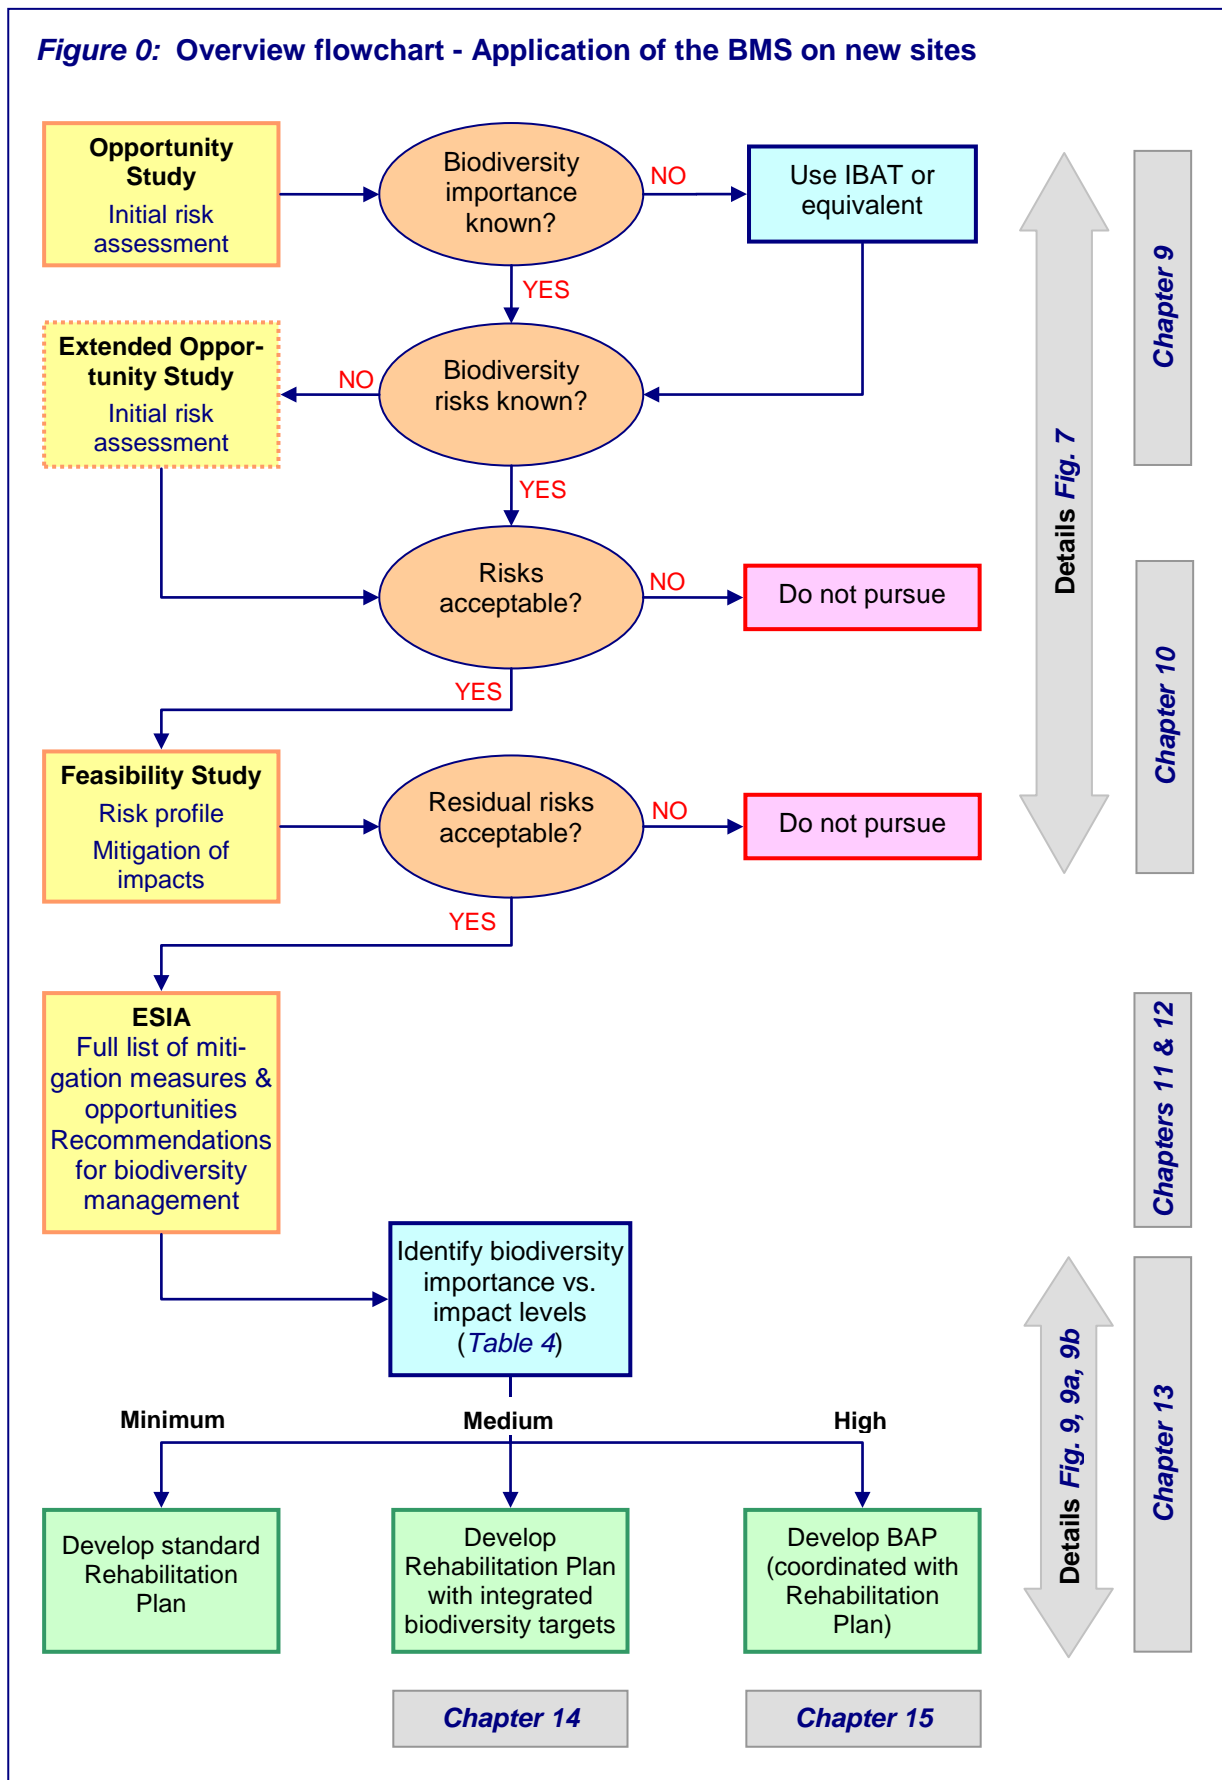 Figure 0: Overview flowchart - Application of the BMS on new sites
Opportunity
Study
Initial risk
assessment
Biodiversity
importance
known?
NO
Use IBAT or
equivalent
YES
Extended Oppor-
tunity Study
Initial risk
assessment
NO
Biodiversity
risks known?
YES
Risks
acceptable?
NO
Do not pursue
YES
Feasibility Study
Risk profile
Mitigation of
impacts
Residual risks
acceptable?
NO
Do not pursue
YES
ESIA
Full list of miti-
gation measures &
opportunities
Recommendations
for biodiversity
management
Identify biodiversity
importance vs.
impact levels
(Table 4)
Minimum
Medium
High
Develop standard
Rehabilitation
Plan
Develop
Rehabilitation Plan
with integrated
biodiversity targets
Develop BAP
(coordinated with
Rehabilitation
Plan)
Chapter 14
Chapter 15
Details Fig. 7
Chapter 9
Chapter 10
Chapters 11 & 12
Details Fig. 9, 9a, 9b
Chapter 13